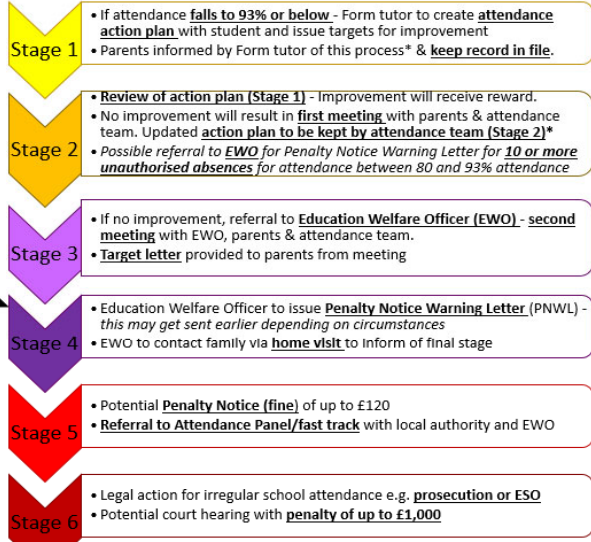 Stage 1
• If attendance falls to 93% or below - Form tutor to create attendance
action plan with student and issue targets for improvement
• Parents informed by Form tutor of this process* & keep record in file.
Stage 2
• Review of action plan (Stage 1) - Improvement will receive reward.
• No improvement will result in first meeting with parents & attendance
team. Updated action plan to be kept by attendance team (Stage 2)*
• Possible referral to EWO for Penalty Notice Warning Letter for 10 or more
unauthorised absences for attendance between 80 and 93% attendance
Stage 3
• If no improvement, referral to Education Welfare Officer (EWO) - second
meeting with EWO, parents & attendance team.
• Target letter provided to parents from meeting
Stage 4
• Education Welfare Officer to issue Penalty Notice Warning Letter (PNWL) -
this may get sent earlier depending on circumstances
• EWO to contact family via home visit to inform of final stage
Stage 5
• Potential Penalty Notice (fine) of up to £120
• Referral to Attendance Panel/fast track with local authority and EWO
Stage 6
• Legal action for irregular school attendance e.g. prosecution or ESO
• Potential court hearing with penalty of up to £1,000